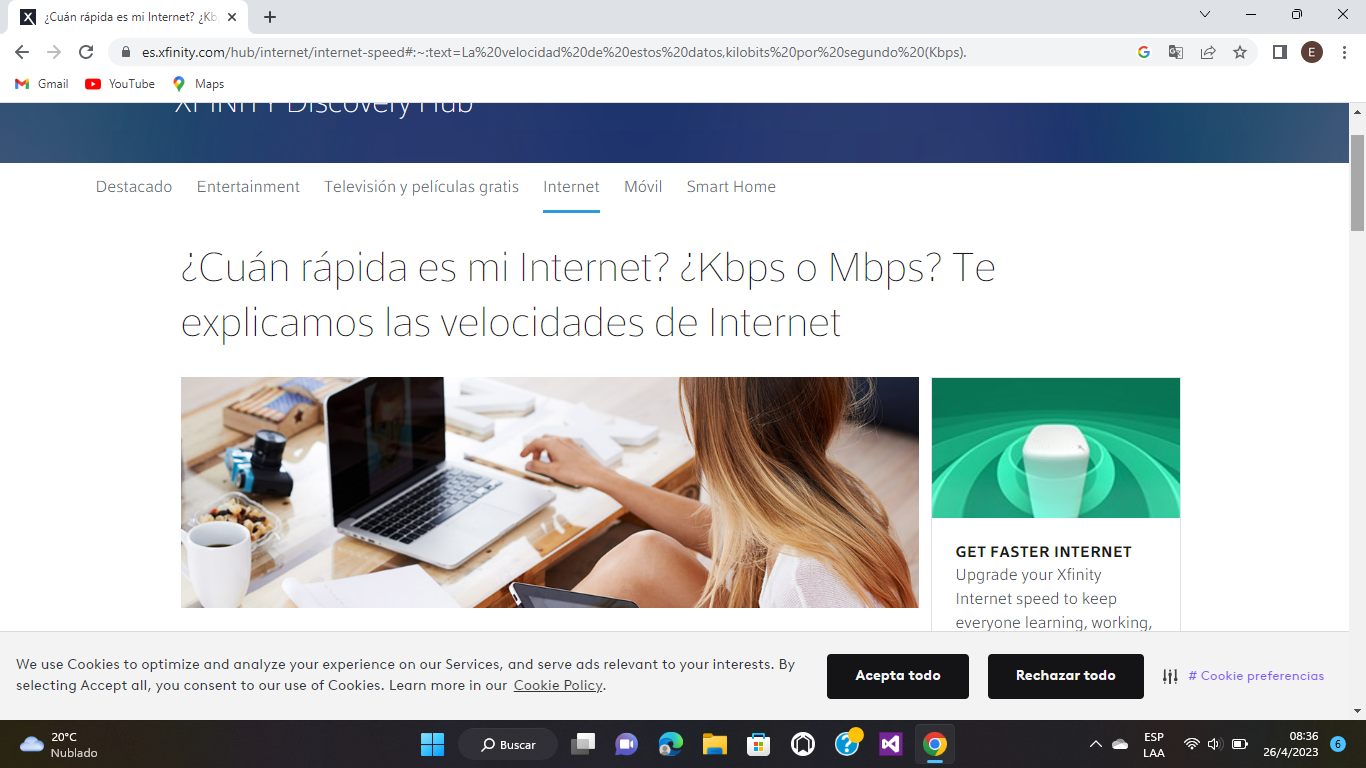 ¿Cuán rápida es mi Internet? ¿Kb
es.xfinity.com/hub/internet/internet-speed#:~:text=La%20velocidad%20de%20estos%20datos,kilobits%20por%20segundo%20(Kbps).
E
Gmail
YouTube
Maps
XFINITY Discovery Hub
Destacado
Entertainment
Televisión y películas gratis
Internet
Móvil
Smart Home
¿Cuán rápida es mi Internet? ¿Kbps o Mbps? Te
explicamos las velocidades de Internet
GET FASTER INTERNET
Upgrade your Xfinity
Internet speed to keep
everyone learning, working,
We use Cookies to optimize and analyze your experience on our Services, and serve ads relevant to your interests. By
selecting Accept all, you consent to our use of Cookies. Learn more in our Cookie Policy.
Acepta todo
Rechazar todo
# Cookie preferencias
20°C
Nublado
Buscar
ESP
LAA
08:36
26/4/2023
6